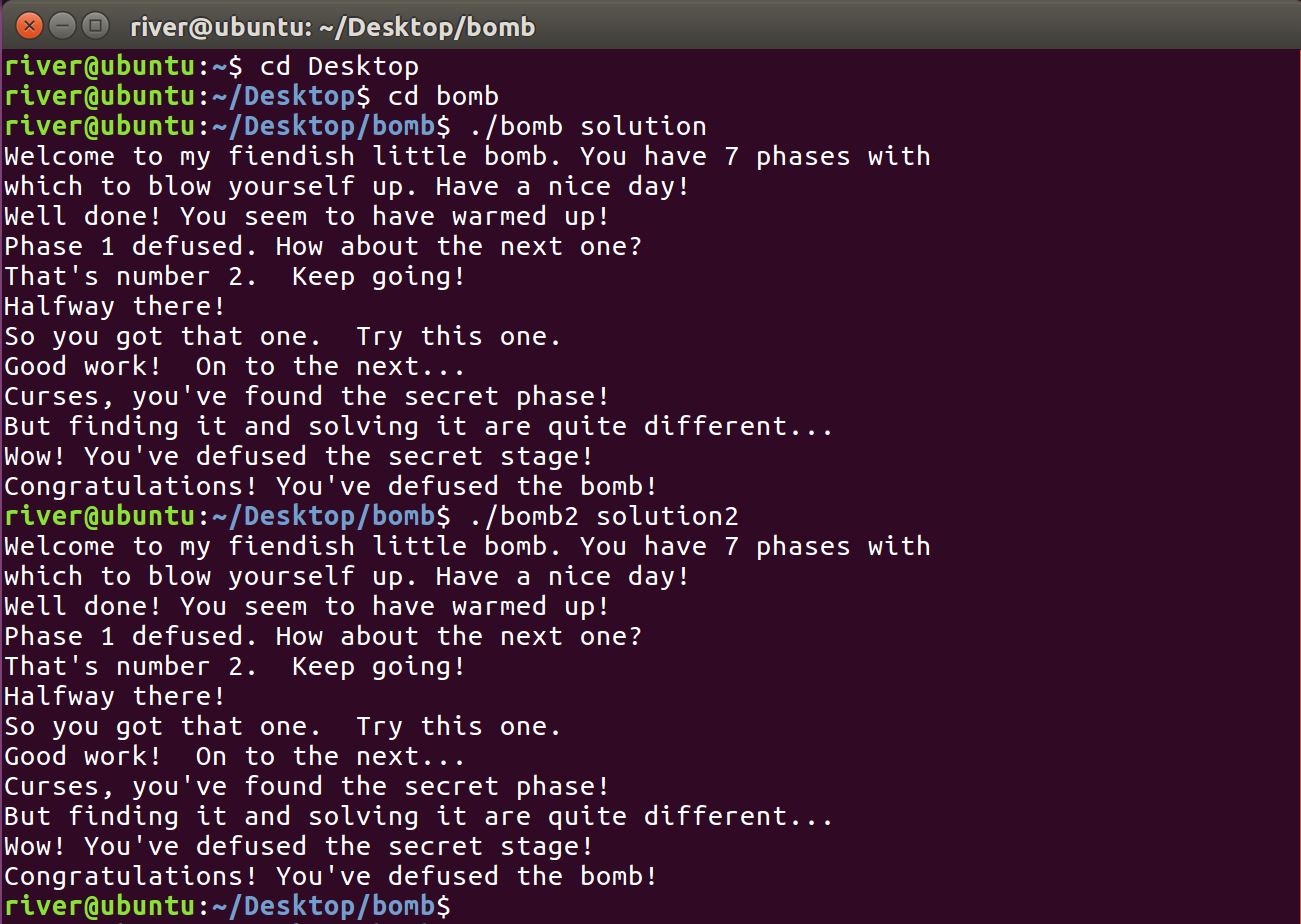 river@ubuntu: ~/Desktop/bomb
river@ubuntu:~$ cd Desktop
river@ubuntu:~/Desktop$ cd bomb
river@ubuntu:~/Desktop/bomb$ ./bomb solution
Welcome to my fiendish little bomb. You have 7 phases with
which to blow yourself up. Have a nice day!
Well done! You seem to have warmed up!
Phase 1 defused. How about the next one?
That's number 2.  Keep going!
Halfway there!
So you got that one.  Try this one.
Good work!  On to the next...
Curses, you've found the secret phase!
But finding it and solving it are quite different...
Wow! You've defused the secret stage!
Congratulations! You've defused the bomb!
river@ubuntu:~/Desktop/bomb$ ./bomb2 solution2
Welcome to my fiendish little bomb. You have 7 phases with
which to blow yourself up. Have a nice day!
Well done! You seem to have warmed up!
Phase 1 defused. How about the next one?
That's number 2.  Keep going!
Halfway there!
So you got that one.  Try this one.
Good work!  On to the next...
Curses, you've found the secret phase!
But finding it and solving it are quite different...
Wow! You've defused the secret stage!
Congratulations! You've defused the bomb!
river@ubuntu:~/Desktop/bomb$